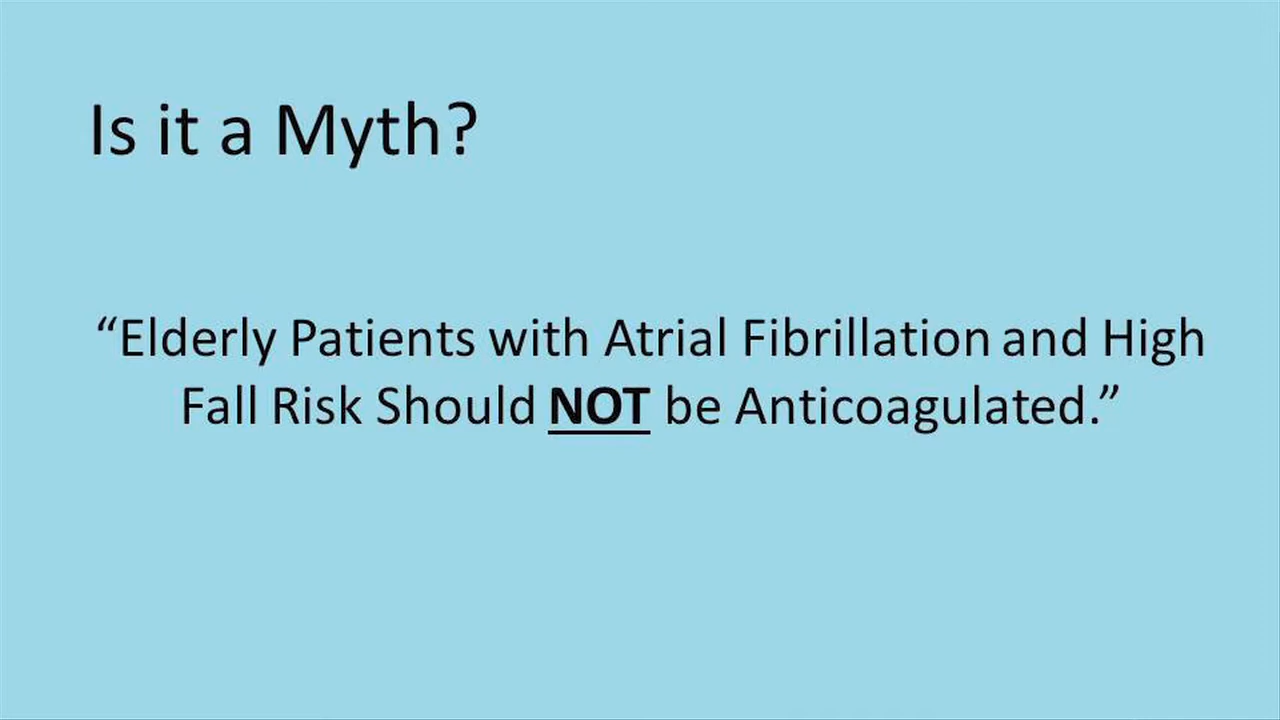 Is it a Myth?
“Elderly Patients with Atrial Fibrillation and High
Fall Risk Should NOT be Anticoagulated.”